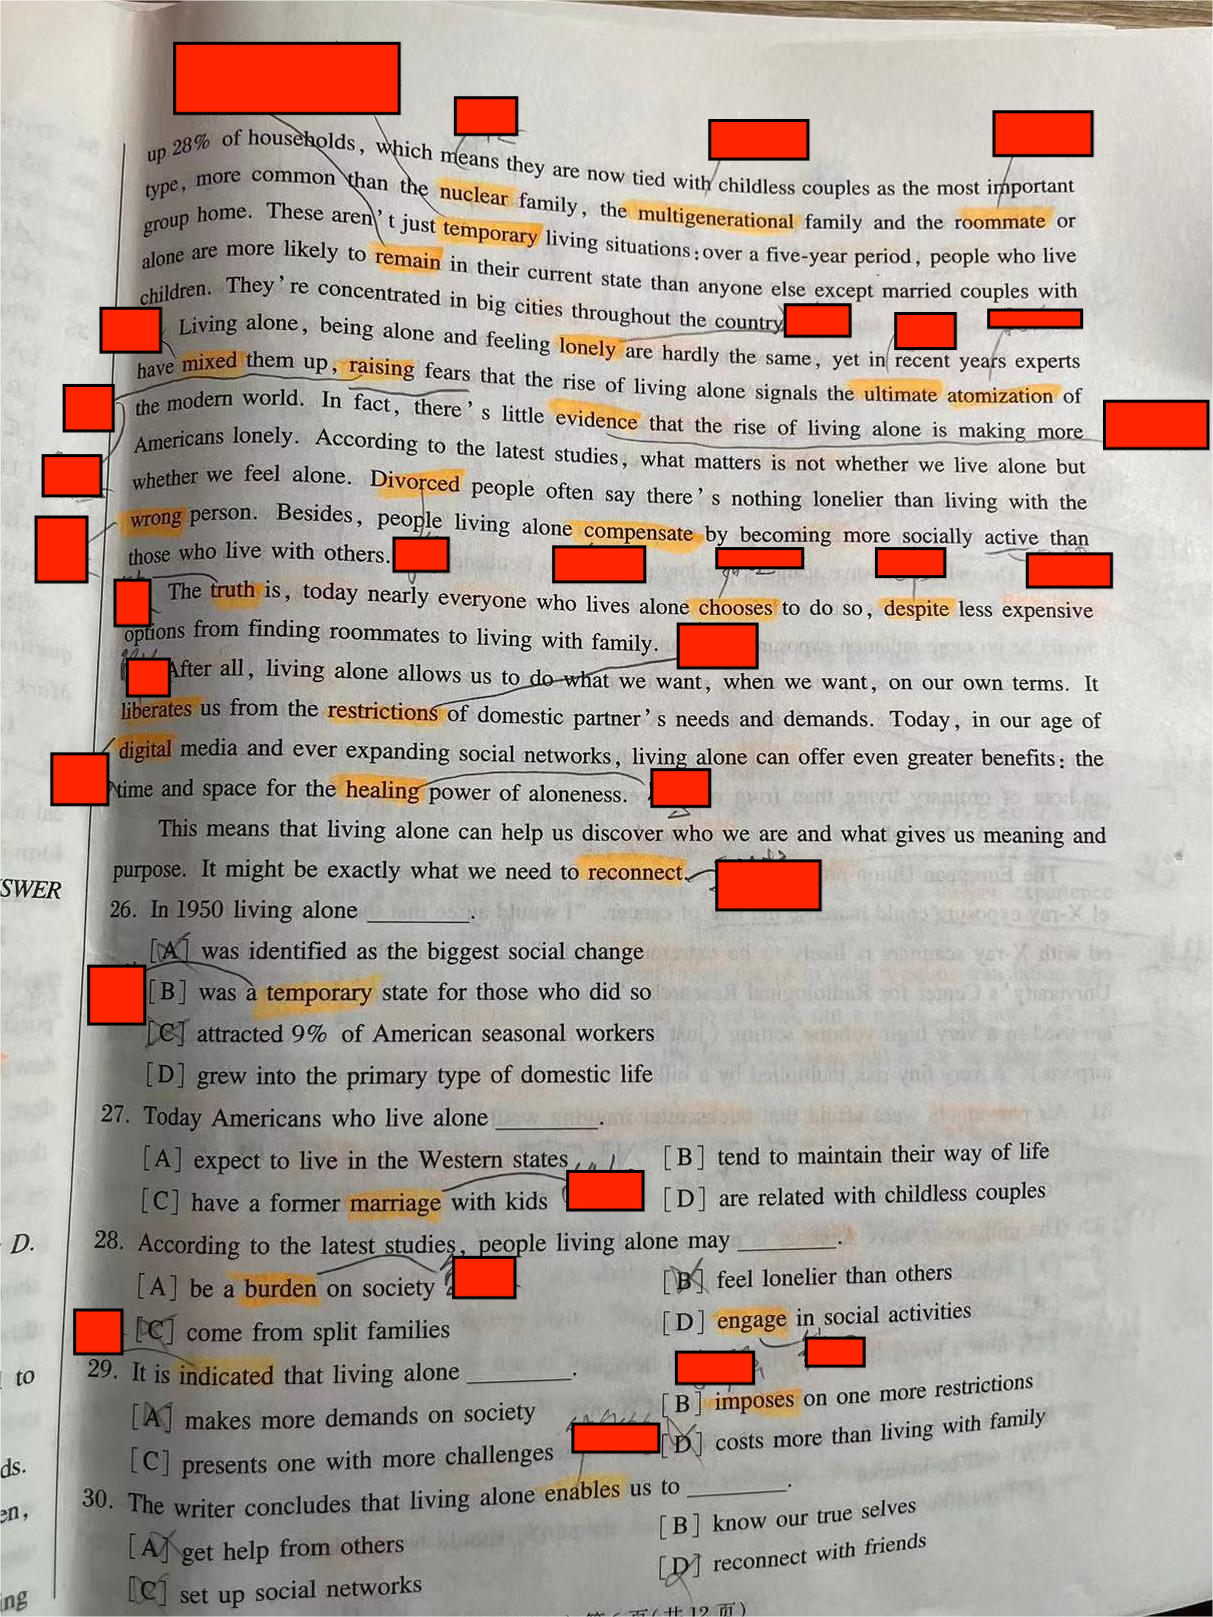 up 28% of households, which means they are now tied with childless couples as the most important
type, more common than the nuclear family, the multigenerational family and the roommate or
group home. These aren't just temporary living situations: over a five-year period, people who live
alone are more likely to remain in their current state than anyone else except married couples with
children. They're concentrated in big cities throughout the country
Living alone, being alone and feeling lonely are hardly the same, yet in recent years experts
have mixed them up, raising fears that the rise of living alone signals the ultimate atomization of
the modern world. In fact, there's little evidence that the rise of living alone is making more
Americans lonely. According to the latest studies, what matters is not whether we live alone but
whether we feel alone. Divorced people often say there's nothing lonelier than living with the
wrong person. Besides, people living alone compensate by becoming more socially active than
those who live with others.
The truth is, today nearly everyone who lives alone chooses to do so, despite less expensive
options from finding roommates to living with family.
After all, living alone allows us to do what we want, when we want, on our own terms. It
liberates us from the restrictions of domestic partner's needs and demands. Today, in our age of
digital media and ever expanding social networks, living alone can offer even greater benefits: the
time and space for the healing power of aloneness.
This means that living alone can help us discover who we are and what gives us meaning and
purpose. It might be exactly what we need to reconnect.
SWER
26. In 1950 living alone ________.
[A] was identified as the biggest social change
[B] was a temporary state for those who did so
[C] attracted 9% of American seasonal workers
[D] grew into the primary type of domestic life
27. Today Americans who live alone ________.
[A] expect to live in the Western states
[B] tend to maintain their way of life
[C] have a former marriage with kids
[D] are related with childless couples
D.
28. According to the latest studies, people living alone may ________.
[A] be a burden on society
[B] feel lonelier than others
[C] come from split families
[D] engage in social activities
to
29. It is indicated that living alone ________.
[A] makes more demands on society
[B] imposes on one more restrictions
[C] presents one with more challenges
[D] costs more than living with family
ds.
30. The writer concludes that living alone enables us to ________.
en,
[A] get help from others
[B] know our true selves
[C] set up social networks
[D] reconnect with friends
ing